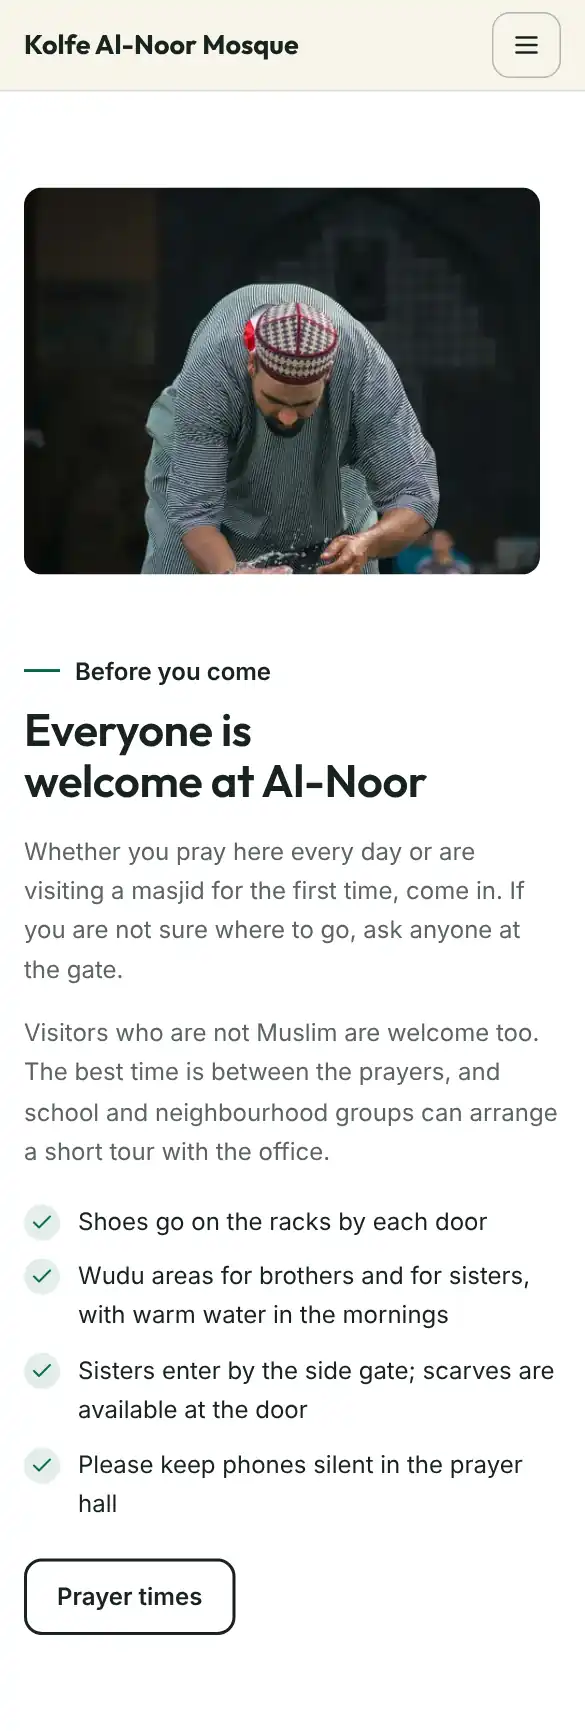 Kolfe Al-Noor Mosque
Before you come
Everyone is
welcome at Al-Noor
Whether you pray here every day or are
visiting a masjid for the first time, come in. If
you are not sure where to go, ask anyone at
the gate.
Visitors who are not Muslim are welcome too.
The best time is between the prayers, and
school and neighbourhood groups can arrange
a short tour with the office.
Shoes go on the racks by each door
Wudu areas for brothers and for sisters,
with warm water in the mornings
Sisters enter by the side gate; scarves are
available at the door
Please keep phones silent in the prayer
hall
Prayer times